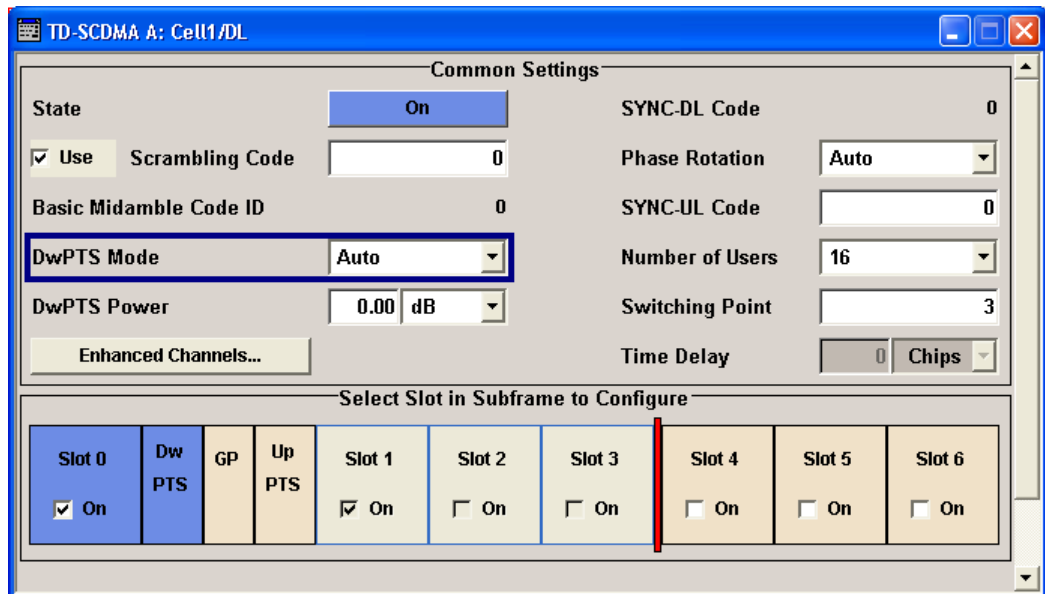 TD-SCDMA A: Cell1/DL
Common Settings
State On SYNC-DL Code 0
Use Scrambling Code 0 Phase Rotation Auto
Basic Midamble Code ID 0 SYNC-UL Code 0
DwPTS Mode Auto Number of Users 16
DwPTS Power 0.00 dB Switching Point 3
Enhanced Channels... Time Delay 0 Chips
Select Slot in Subframe to Configure
Slot 0 Dw PTS GP Up PTS Slot 1 Slot 2 Slot 3 Slot 4 Slot 5 Slot 6
On On On On On On On